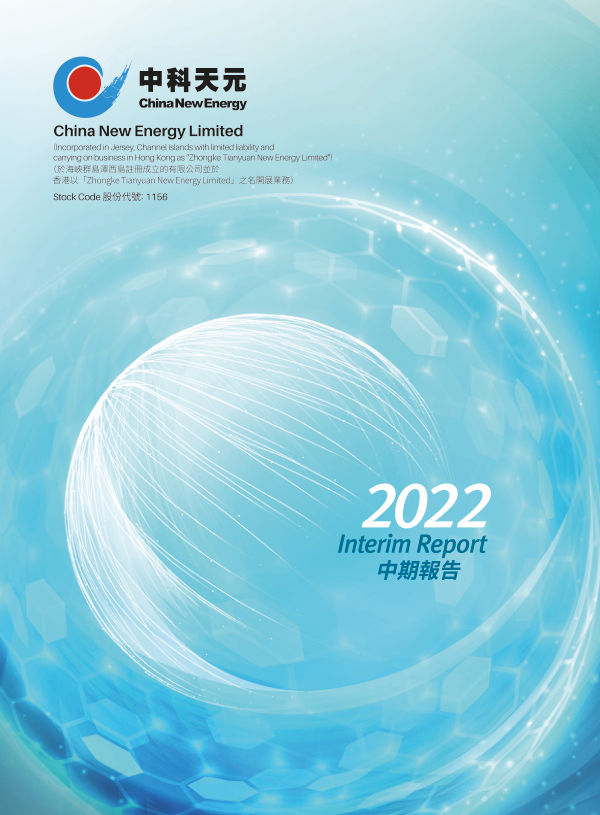 中科天元
China New Energy
China New Energy Limited
(Incorporated in Jersey, Channel Islands with limited liability and
carrying on business in Hong Kong as "Zhongke Tianyuan New Energy Limited")
(於海峽群島澤西島註冊成立的有限公司並於
香港以「Zhongke Tianyuan New Energy Limited」之名開展業務)
Stock Code 股份代號: 1156
2022
Interim Report
中期報告